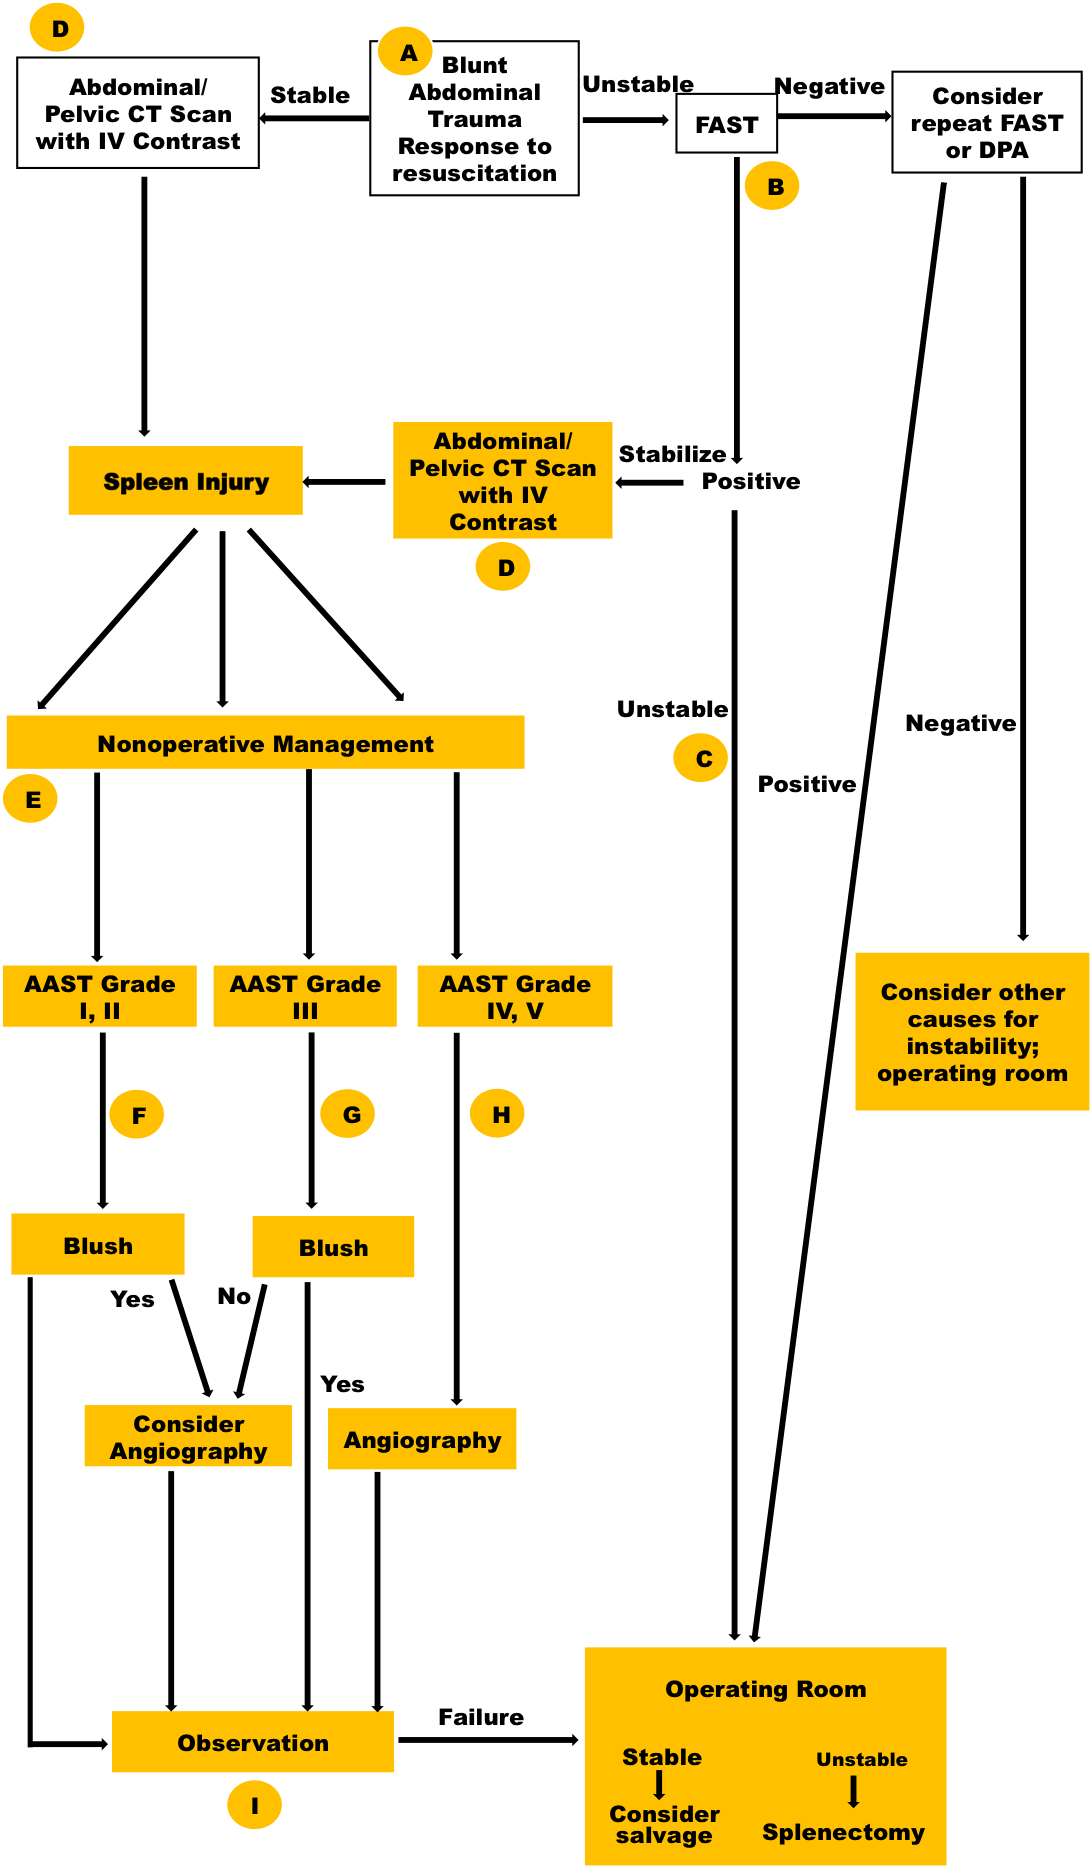 D
Abdominal/
Pelvic CT Scan
with IV Contrast
Stable
A
Blunt
Abdominal
Trauma
Response to
resuscitation
Unstable
FAST
Negative
Consider
repeat FAST
or DPA
B
Spleen Injury
Abdominal/
Pelvic CT Scan
with IV
Contrast
D
Stabilize
Positive
Unstable
C
Positive
Negative
Nonoperative Management
E
AAST Grade
I, II
AAST Grade
III
AAST Grade
IV, V
Consider other
causes for
instability;
operating room
F
G
H
Blush
Blush
Yes
No
Yes
Consider
Angiography
Angiography
Observation
I
Failure
Operating Room
Stable
Consider
salvage
Unstable
Splenectomy